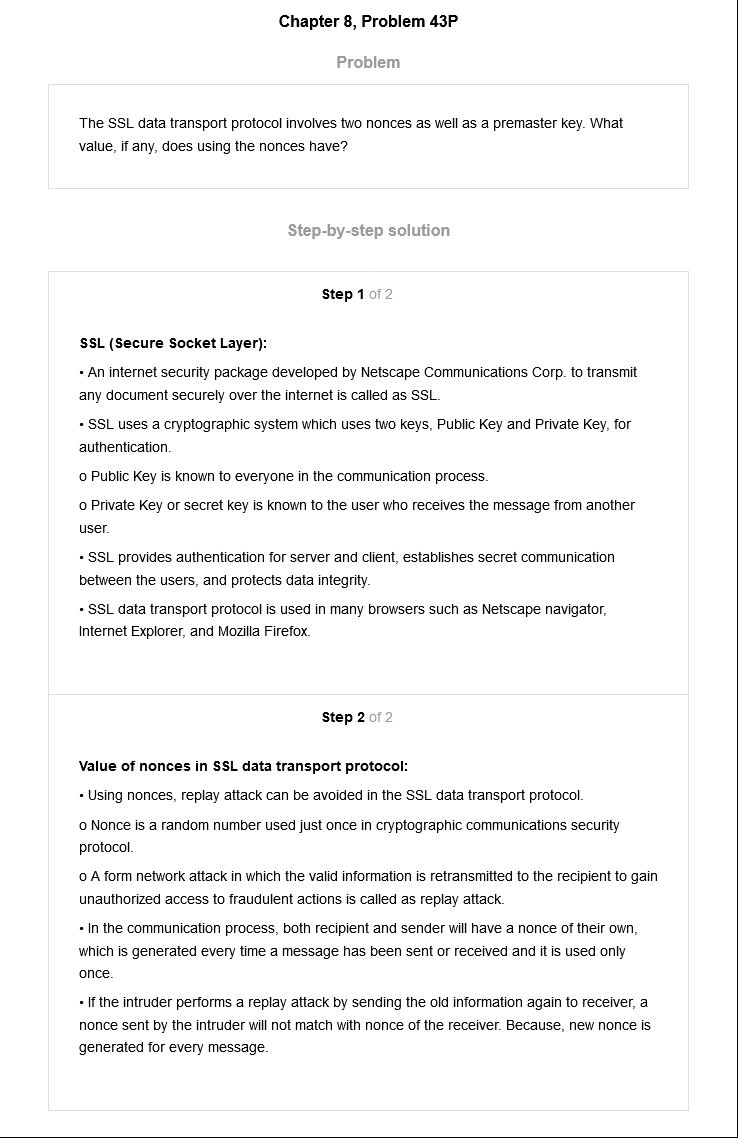 Chapter 8, Problem 43P
Problem
The SSL data transport protocol involves two nonces as well as a premaster key. What
value, if any, does using the nonces have?
Step-by-step solution
Step 1 of 2
SSL (Secure Socket Layer):
• An internet security package developed by Netscape Communications Corp. to transmit
any document securely over the internet is called as SSL.
• SSL uses a cryptographic system which uses two keys, Public Key and Private Key, for
authentication.
o Public Key is known to everyone in the communication process.
o Private Key or secret key is known to the user who receives the message from another
user.
• SSL provides authentication for server and client, establishes secret communication
between the users, and protects data integrity.
• SSL data transport protocol is used in many browsers such as Netscape navigator,
Internet Explorer, and Mozilla Firefox.
Step 2 of 2
Value of nonces in SSL data transport protocol:
• Using nonces, replay attack can be avoided in the SSL data transport protocol.
o Nonce is a random number used just once in cryptographic communications security
protocol.
o A form network attack in which the valid information is retransmitted to the recipient to gain
unauthorized access to fraudulent actions is called as replay attack.
• In the communication process, both recipient and sender will have a nonce of their own,
which is generated every time a message has been sent or received and it is used only
once.
• If the intruder performs a replay attack by sending the old information again to receiver, a
nonce sent by the intruder will not match with nonce of the receiver. Because, new nonce is
generated for every message.